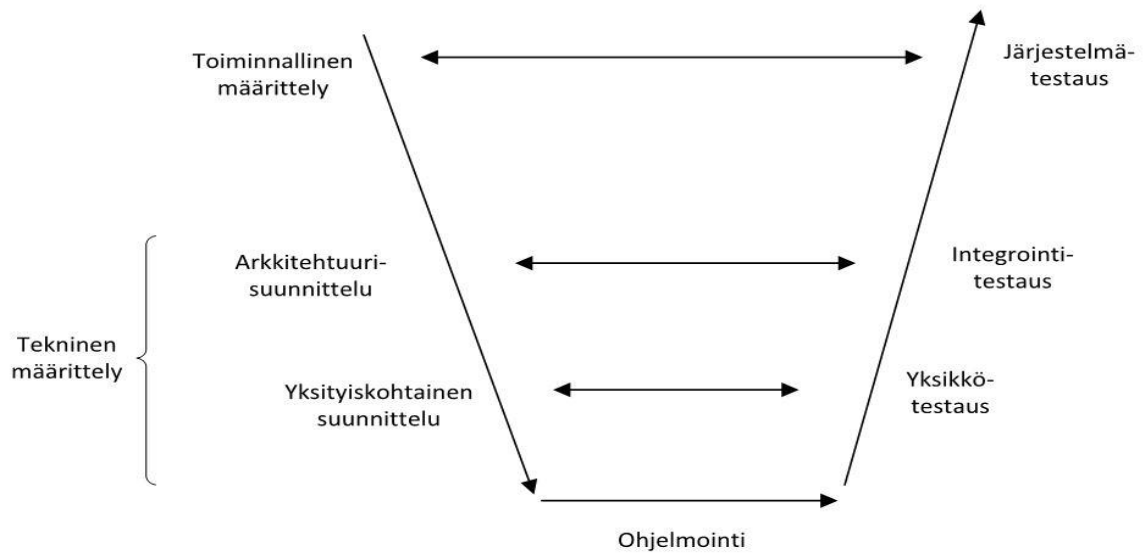 Toiminnallinen
määrittely
Järjestelmä-
testaus
Arkkitehtuuri-
suunnittelu
Integrointi-
testaus
Tekninen
määrittely
Yksityiskohtainen
suunnittelu
Yksikkö-
testaus
Ohjelmointi